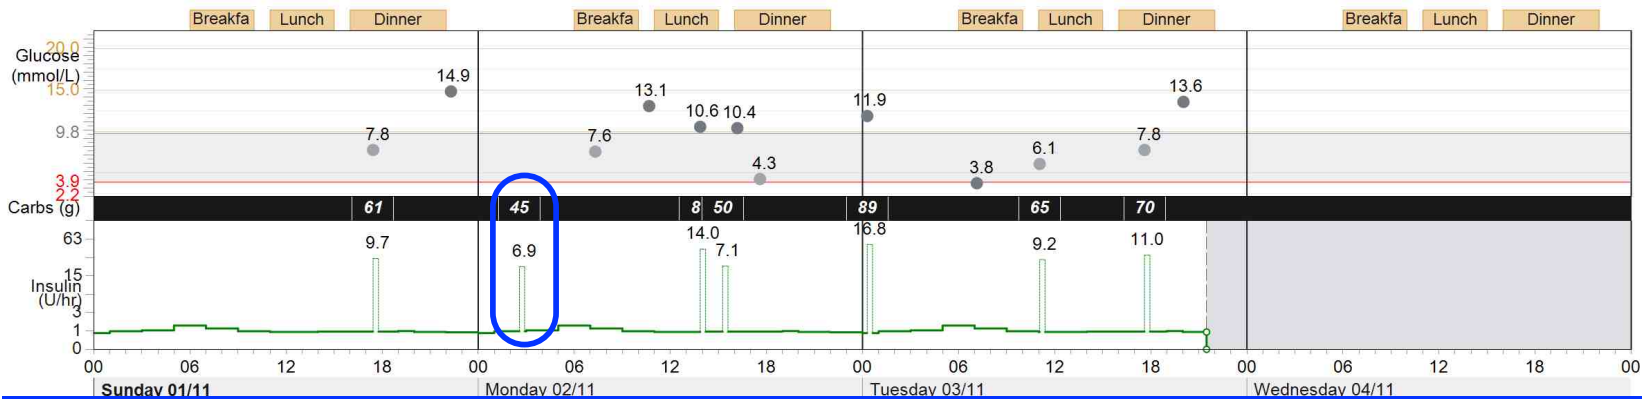 Breakfa Lunch Dinner Breakfa Lunch Dinner Breakfa Lunch Dinner Breakfa Lunch Dinner
20.0
Glucose
(mmol/L)
15.0
14.9 13.1 11.9 13.6
10.6 10.4
9.8
7.8 7.6 6.1 7.8
4.3 3.8
3.9
2.2
Carbs (g) 61 45 8 50 89 65 70
63
9.7 6.9 14.0 7.1 16.8 9.2 11.0
15
Insulin
(U/hr)
3
1
0
00 06 12 18 00 06 12 18 00 06 12 18 00 06 12 18 00
Sunday 01/11 Monday 02/11 Tuesday 03/11 Wednesday 04/11